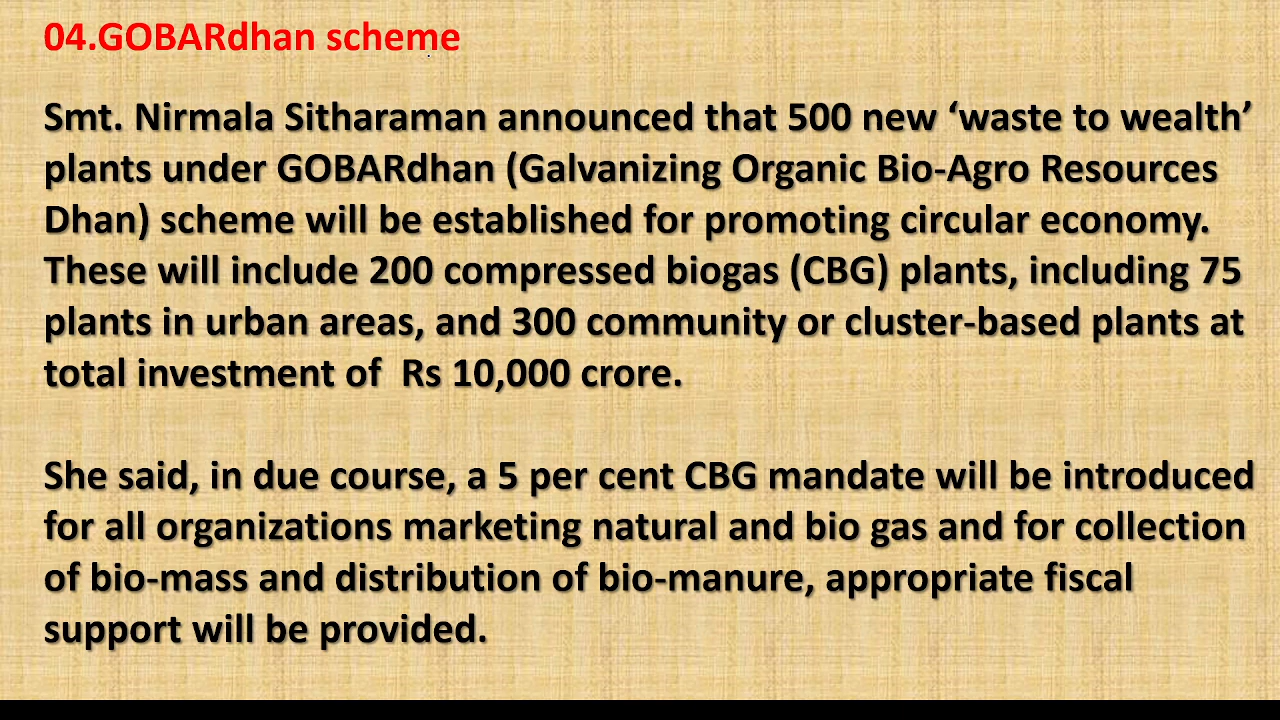 04.GOBARdhan scheme
Smt. Nirmala Sitharaman announced that 500 new ‘waste to wealth’
plants under GOBARdhan (Galvanizing Organic Bio-Agro Resources
Dhan) scheme will be established for promoting circular economy.
These will include 200 compressed biogas (CBG) plants, including 75
plants in urban areas, and 300 community or cluster-based plants at
total investment of  Rs 10,000 crore.
She said, in due course, a 5 per cent CBG mandate will be introduced
for all organizations marketing natural and bio gas and for collection
of bio-mass and distribution of bio-manure, appropriate fiscal
support will be provided.